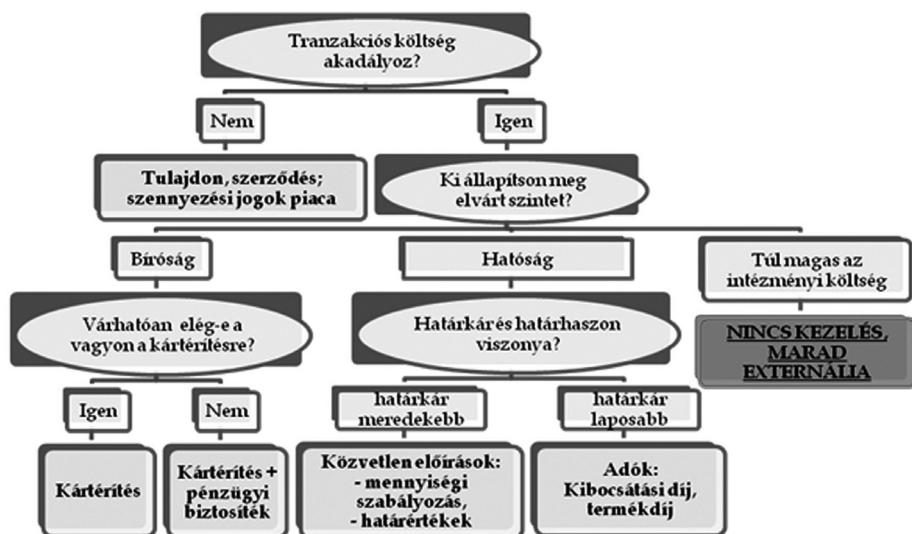 Tranzakciós költség
akadályoz?
Nem
Igen
Tulajdon, szerződés;
szennyezési jogok piaca
Ki állapítson meg
elvárt szintet?
Bíróság
Hatóság
Túl magas az
intézményi költség
Várhatóan elég-e a
vagyon a kártérítésre?
Határkár és határhaszon
viszonya?
NINCS KEZELÉS,
MARAD
EXTERNÁLIA
Igen
Nem
határkár
meredekebb
határkár
laposabb
Kártérítés
Kártérítés +
pénzügyi
biztosíték
Közvetlen előírások:
- mennyiségi
szabályozás,
- határértékek
Adók:
Kibocsátási díj,
termékdíj